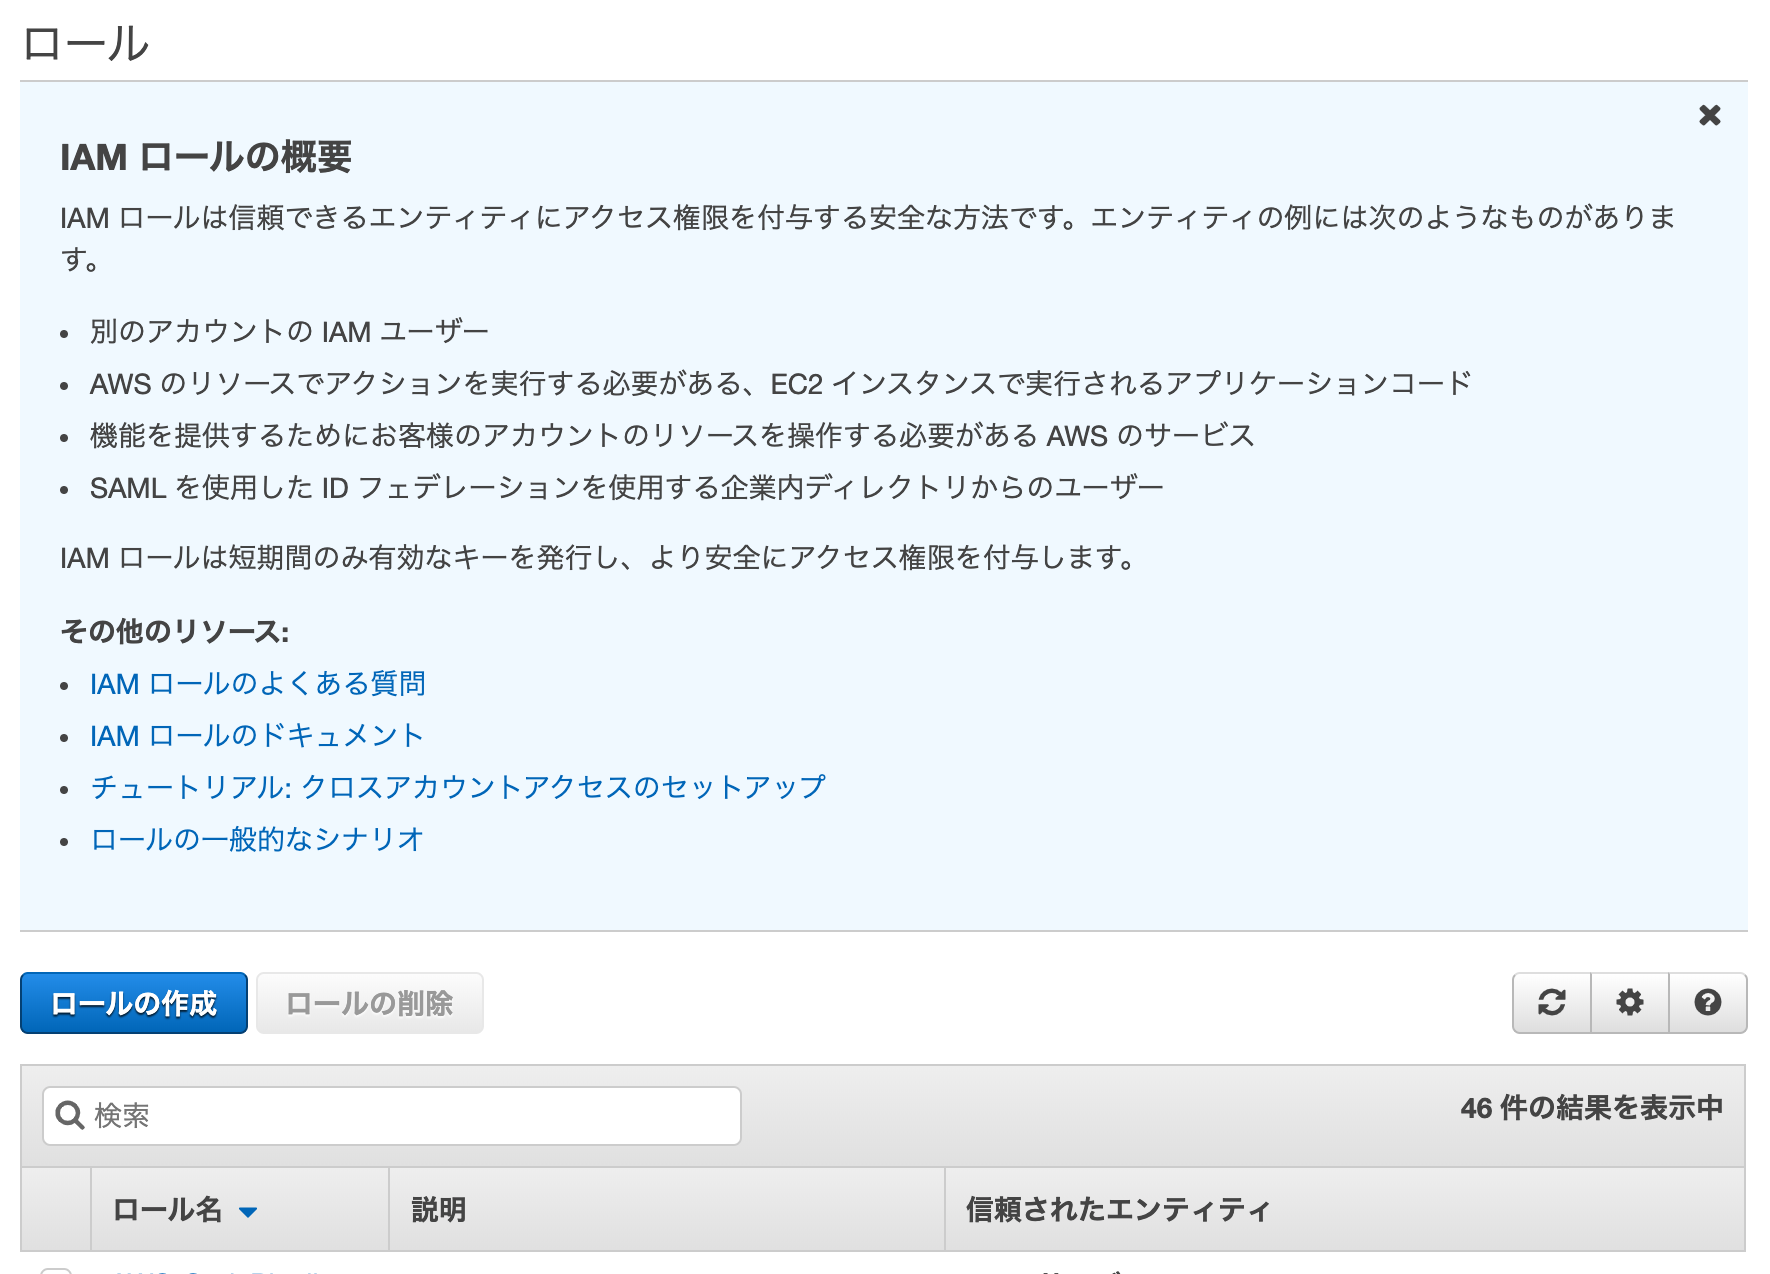 ロール
IAM ロールの概要
IAM ロールは信頼できるエンティティにアクセス権限を付与する安全な方法です。エンティティの例には次のようなものがありま
す。
• 別のアカウントの IAM ユーザー
• AWS のリソースでアクションを実行する必要がある、EC2 インスタンスで実行されるアプリケーションコード
• 機能を提供するためにお客様のアカウントのリソースを操作する必要がある AWS のサービス
• SAML を使用した ID フェデレーションを使用する企業内ディレクトリからのユーザー
IAM ロールは短期間のみ有効なキーを発行し、より安全にアクセス権限を付与します。
その他のリソース:
• IAM ロールのよくある質問
• IAM ロールのドキュメント
• チュートリアル: クロスアカウントアクセスのセットアップ
• ロールの一般的なシナリオ
ロールの作成 ロールの削除
検索 46 件の結果を表示中
ロール名 説明 信頼されたエンティティ